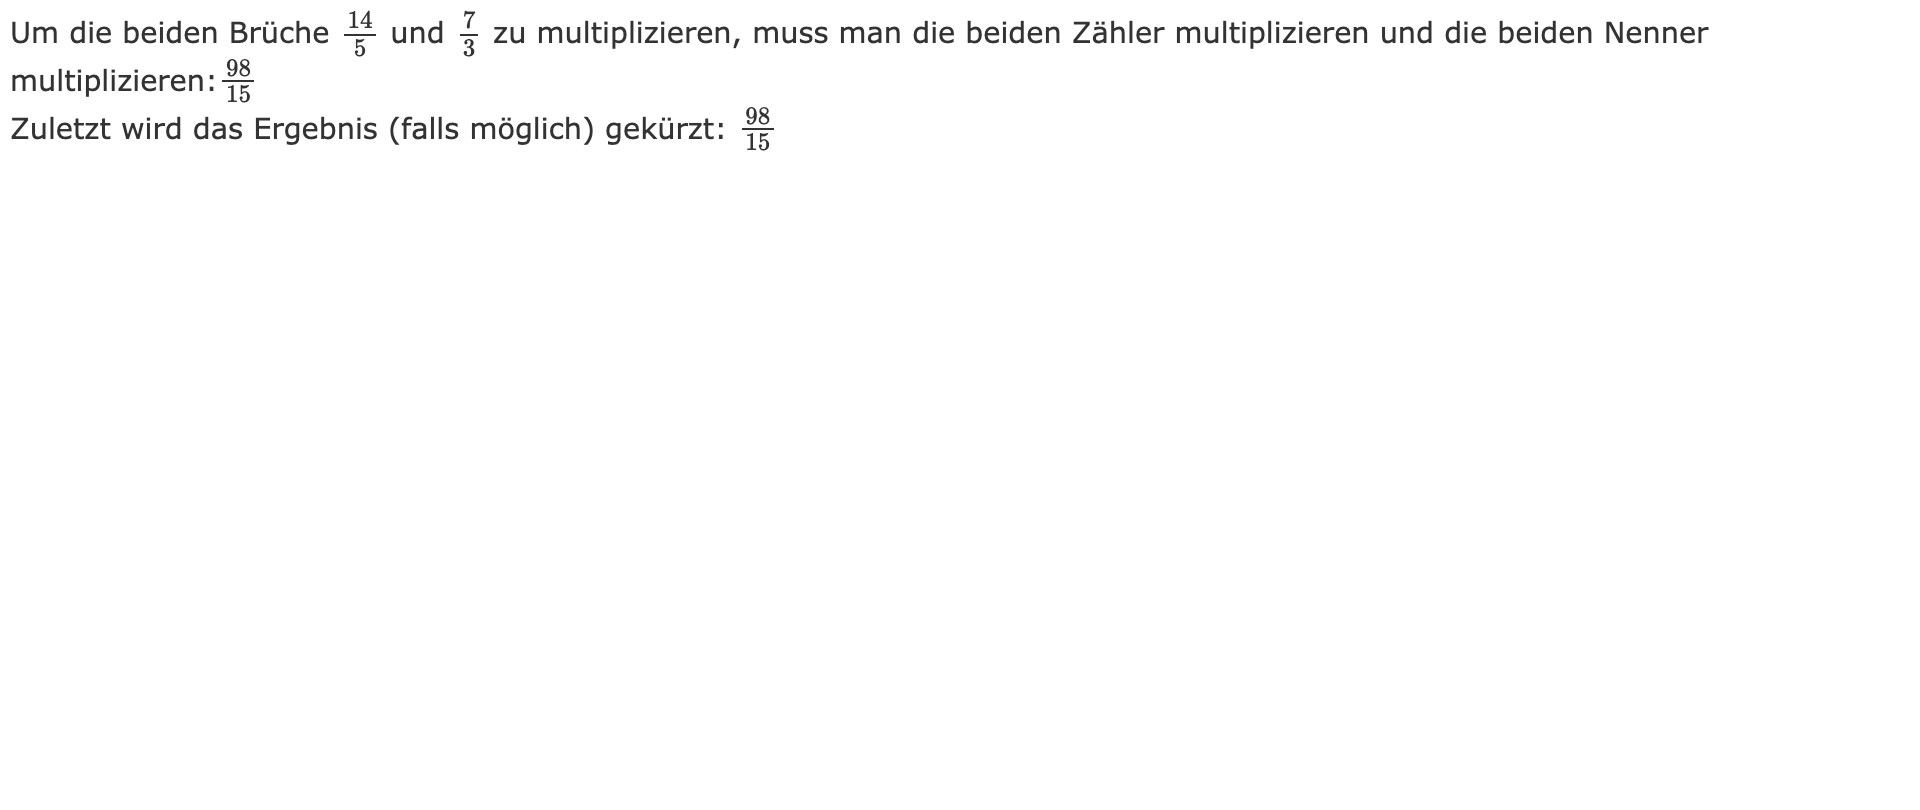 Um die beiden Brüche \frac{14}{5} und \frac{7}{3} zu multiplizieren, muss man die beiden Zähler multiplizieren und die beiden Nenner
multiplizieren: \frac{98}{15}
Zuletzt wird das Ergebnis (falls möglich) gekürzt: \frac{98}{15}